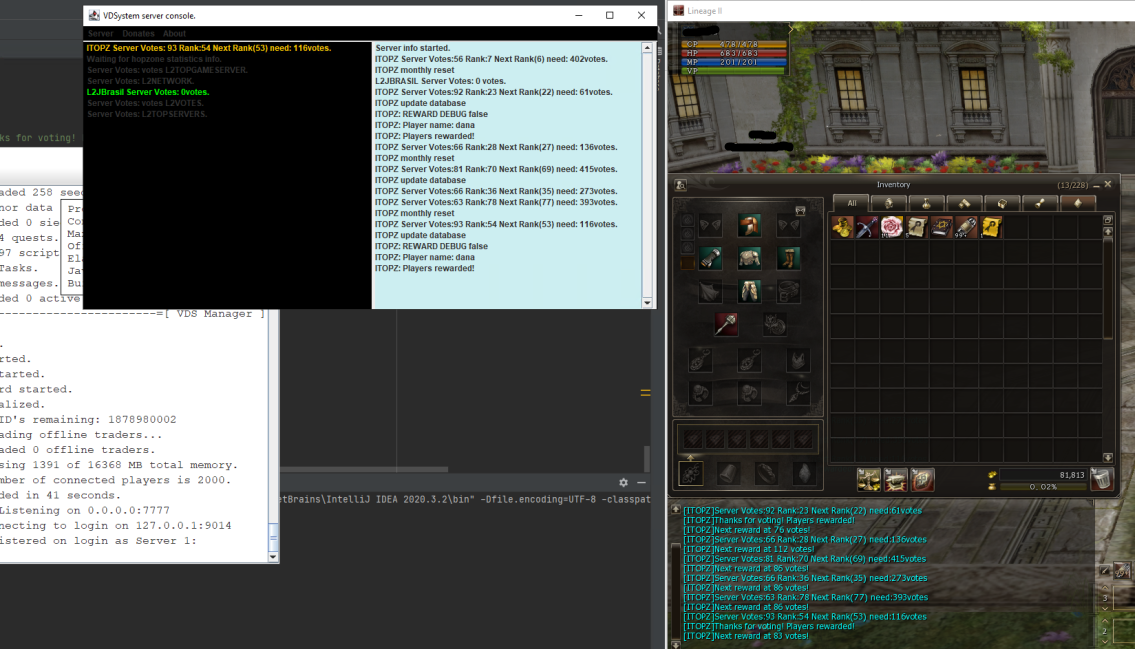 VDSystem server console.
Server Donates About
ITOPZ Server Votes: 93 Rank:54 Next Rank(53) need: 116votes.
Waiting for hopzone statistics info.
Server Votes: votes L2TOPGAMESERVER.
Server Votes: L2NETWORK.
L2JBrasil Server Votes: 0votes.
Server Votes: votes L2VOTES.
Server Votes: L2TOPSERVERS.
Server info started.
ITOPZ Server Votes:56 Rank:7 Next Rank(6) need: 402votes.
ITOPZ monthly reset
L2JBRASIL Server Votes: 0 votes.
ITOPZ Server Votes:92 Rank:23 Next Rank(22) need: 61votes.
ITOPZ update database
ITOPZ: REWARD DEBUG false
ITOPZ: Player name: dana
ITOPZ: Players rewarded!
ITOPZ Server Votes:66 Rank:28 Next Rank(27) need: 136votes.
ITOPZ monthly reset
ITOPZ Server Votes:81 Rank:70 Next Rank(69) need: 415votes.
ITOPZ update database
ITOPZ Server Votes:66 Rank:36 Next Rank(35) need: 273votes.
ITOPZ Server Votes:63 Rank:78 Next Rank(77) need: 393votes.
ITOPZ monthly reset
ITOPZ Server Votes:93 Rank:54 Next Rank(53) need: 116votes.
ITOPZ update database
ITOPZ: REWARD DEBUG false
ITOPZ: Player name: dana
ITOPZ: Players rewarded!
ks for voting!
aded 258 seed
nor data
ded 0 sie
4 quests.
97 script
Tasks.
messages.
ded 0 active
Pr
Co
Ma
Of
El
Ja
Bu
-----------------------=[ VDS Manager ]
.
rted.
tarted.
rd started.
alized.
ID's remaining: 1878980002
ading offline traders...
aded 0 offline traders.
sing 1391 of 16368 MB total memory.
mber of connected players is 2000.
ded in 41 seconds.
Listening on 0.0.0.0:7777
necting to login on 127.0.0.1:9014
istered on login as Server 1:
etBrains\IntelliJ IDEA 2020.3.2\bin" -Dfile.encoding=UTF-8 -classpat
Lineage II
CP 478/478
HP 683/683
MP 201/201
VP
Inventory
(13/228)
All
81,813
0.02%
[ITOPZ]Server Votes:92 Rank:23 Next Rank(22) need:61votes
[ITOPZ]Thanks for voting! Players rewarded!
[ITOPZ]Next reward at 76 votes!
[ITOPZ]Server Votes:66 Rank:28 Next Rank(27) need:136votes
[ITOPZ]Next reward at 112 votes!
[ITOPZ]Server Votes:81 Rank:70 Next Rank(69) need:415votes
[ITOPZ]Next reward at 86 votes!
[ITOPZ]Server Votes:66 Rank:36 Next Rank(35) need:273votes
[ITOPZ]Next reward at 86 votes!
[ITOPZ]Server Votes:63 Rank:78 Next Rank(77) need:393votes
[ITOPZ]Next reward at 86 votes!
[ITOPZ]Server Votes:93 Rank:54 Next Rank(53) need:116votes
[ITOPZ]Thanks for voting! Players rewarded!
[ITOPZ]Next reward at 83 votes!
3
2